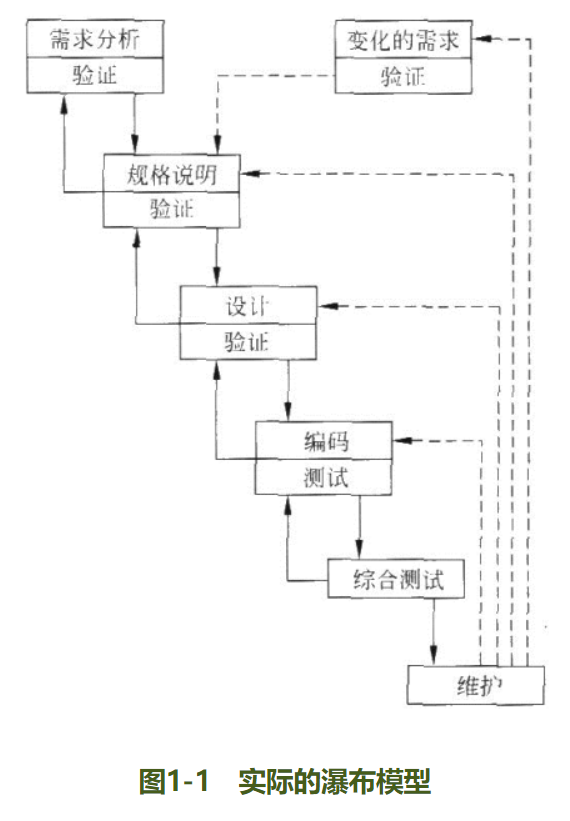 需求分析
验证
变化的需求
验证
规格说明
验证
设计
验证
编码
测试
综合测试
维护
图1-1 实际的瀑布模型